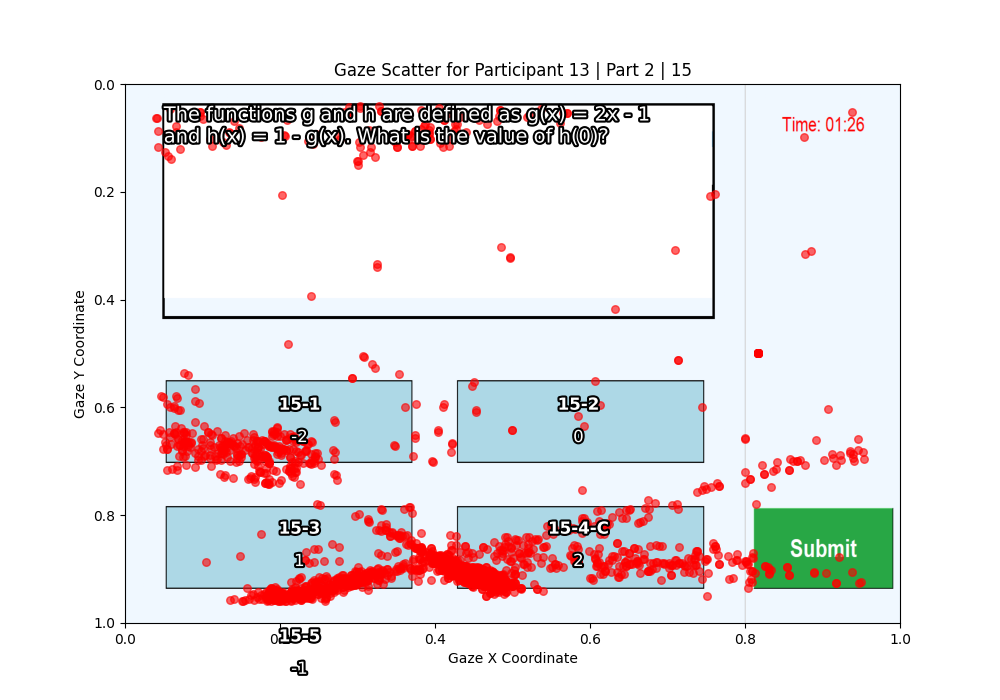 Gaze Scatter for Participant 13 | Part 2 | 15
The functions g and h are defined as g(x) = 2x - 1
and h(x) = 1 - g(x). What is the value of h(0)?
Time: 01:26
15-1
-2
15-2
0
15-3
1
15-4-C
2
Submit
15-5
-1
0.0
0.2
0.4
0.6
0.8
1.0
Gaze Y Coordinate
0.0
0.4
0.6
0.8
1.0
Gaze X Coordinate